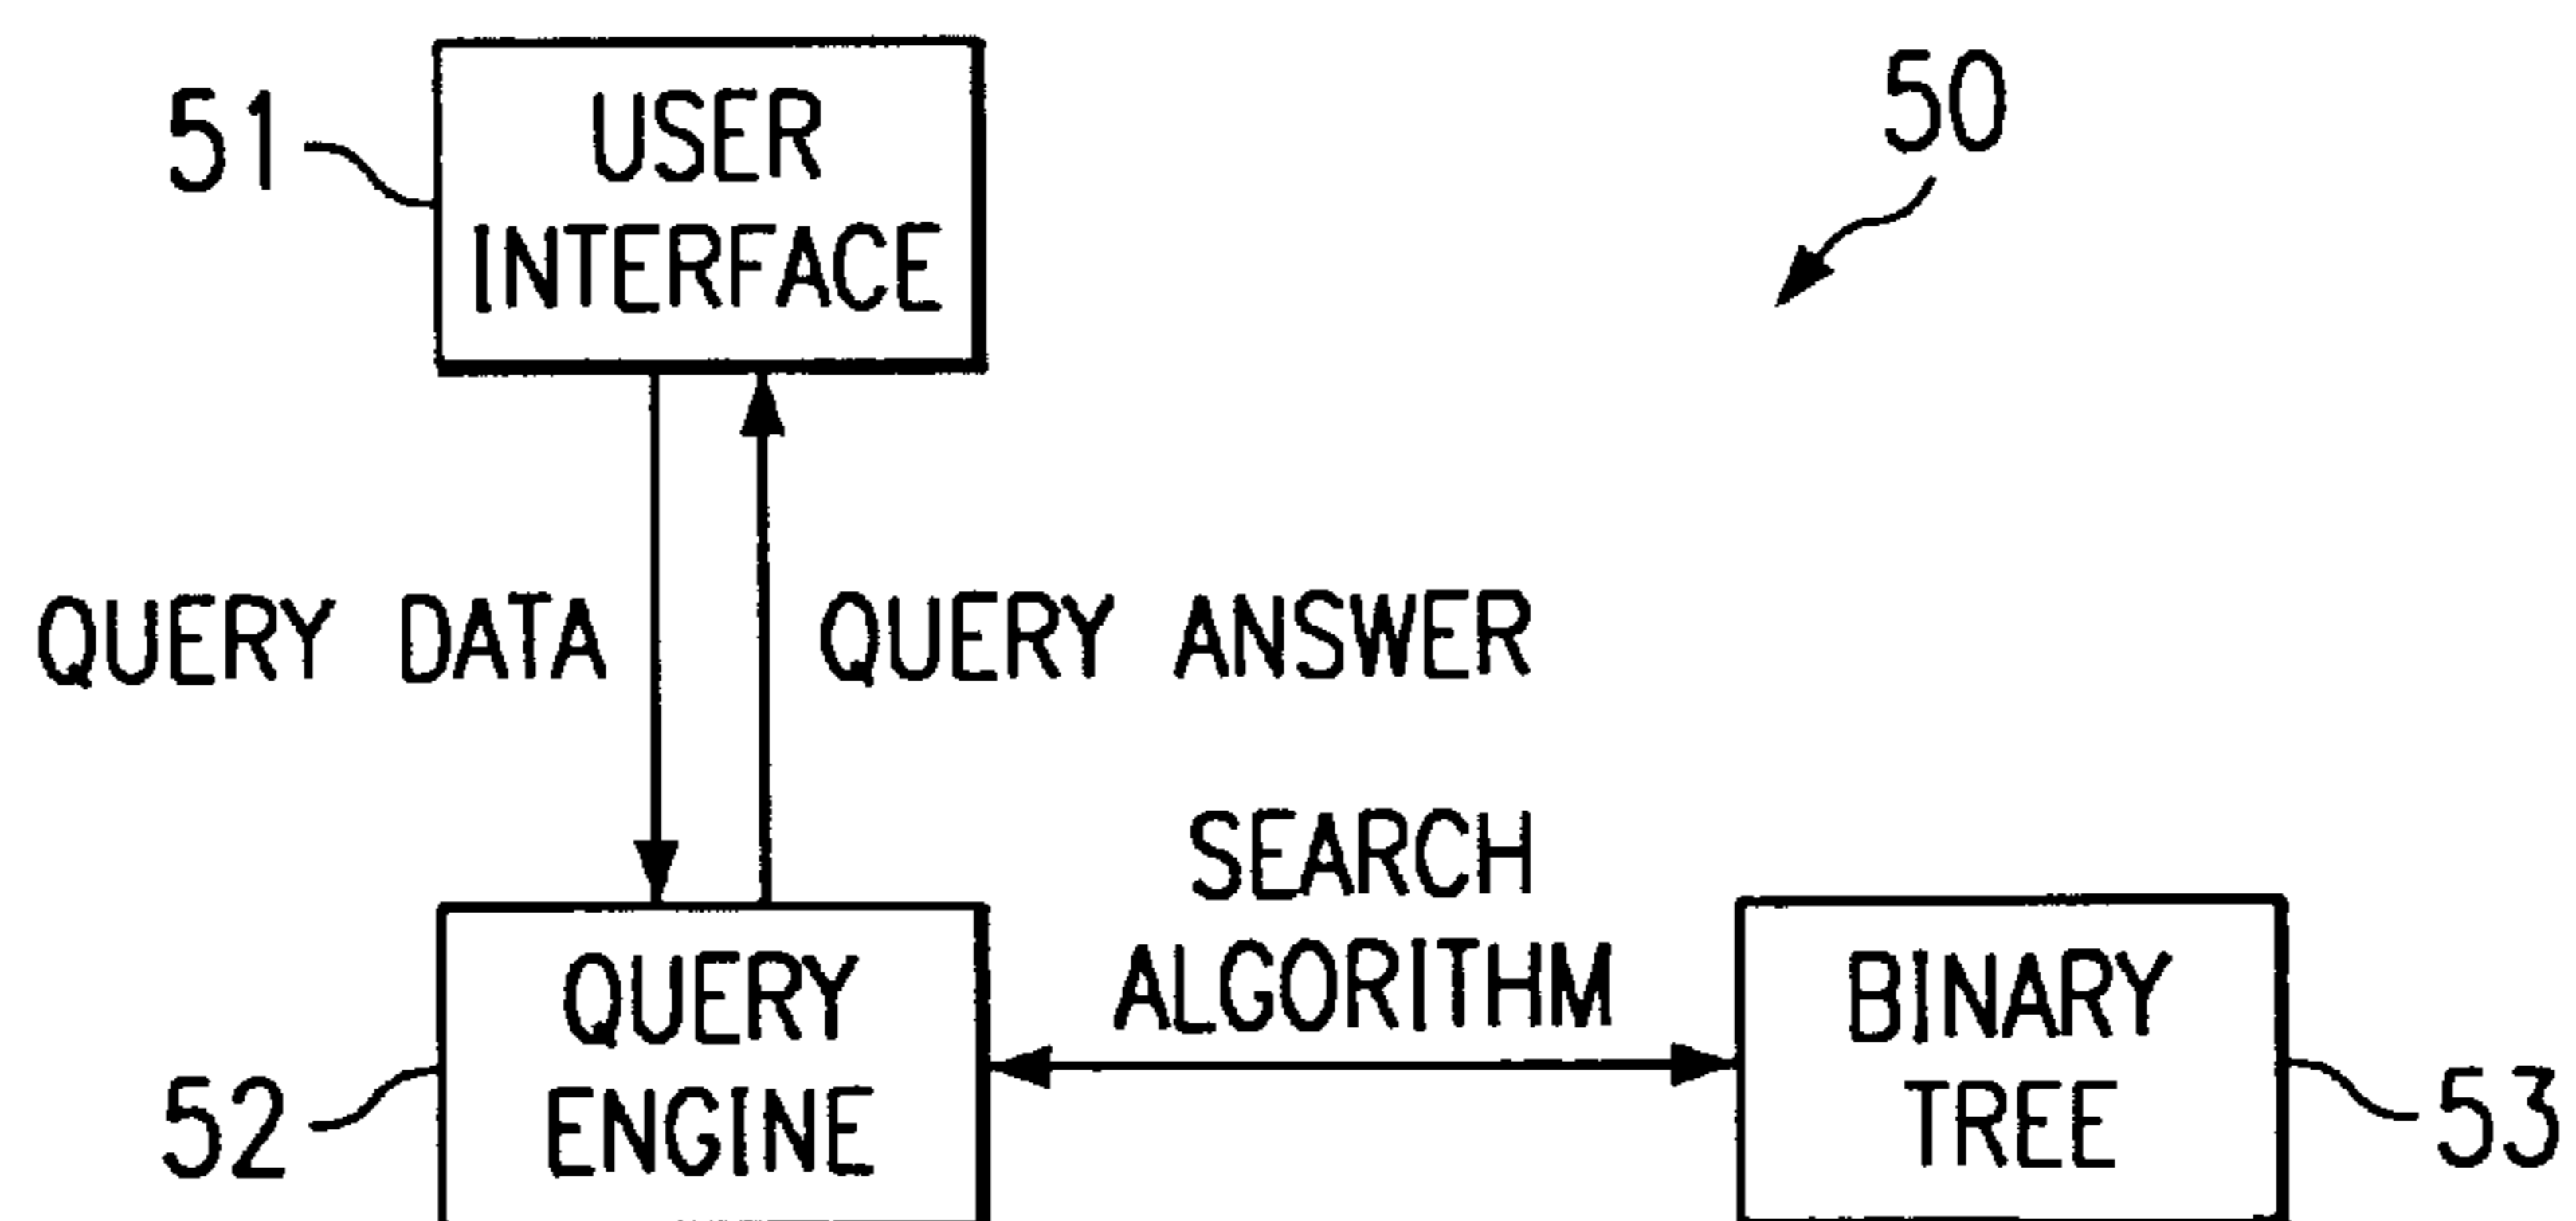 51
USER
INTERFACE
50
QUERY DATA
QUERY ANSWER
SEARCH
ALGORITHM
52
QUERY
ENGINE
BINARY
TREE
53